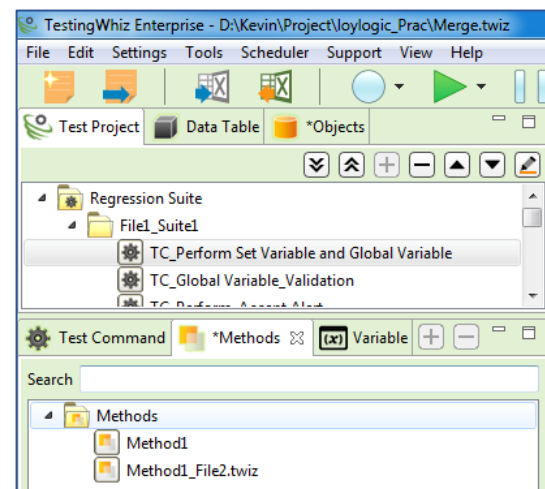 TestingWhiz Enterprise - D:\Kevin\Project\loylogic_Prac\Merge.twiz
File Edit Settings Tools Scheduler Support View Help
Test Project Data Table *Objects
Regression Suite
File1_Suite1
TC_Perform Set Variable and Global Variable
TC_Global Variable_Validation
TC_Perform_Accept Alert
Test Command *Methods (x) Variable
Search
Methods
Method1
Method1_File2.twiz